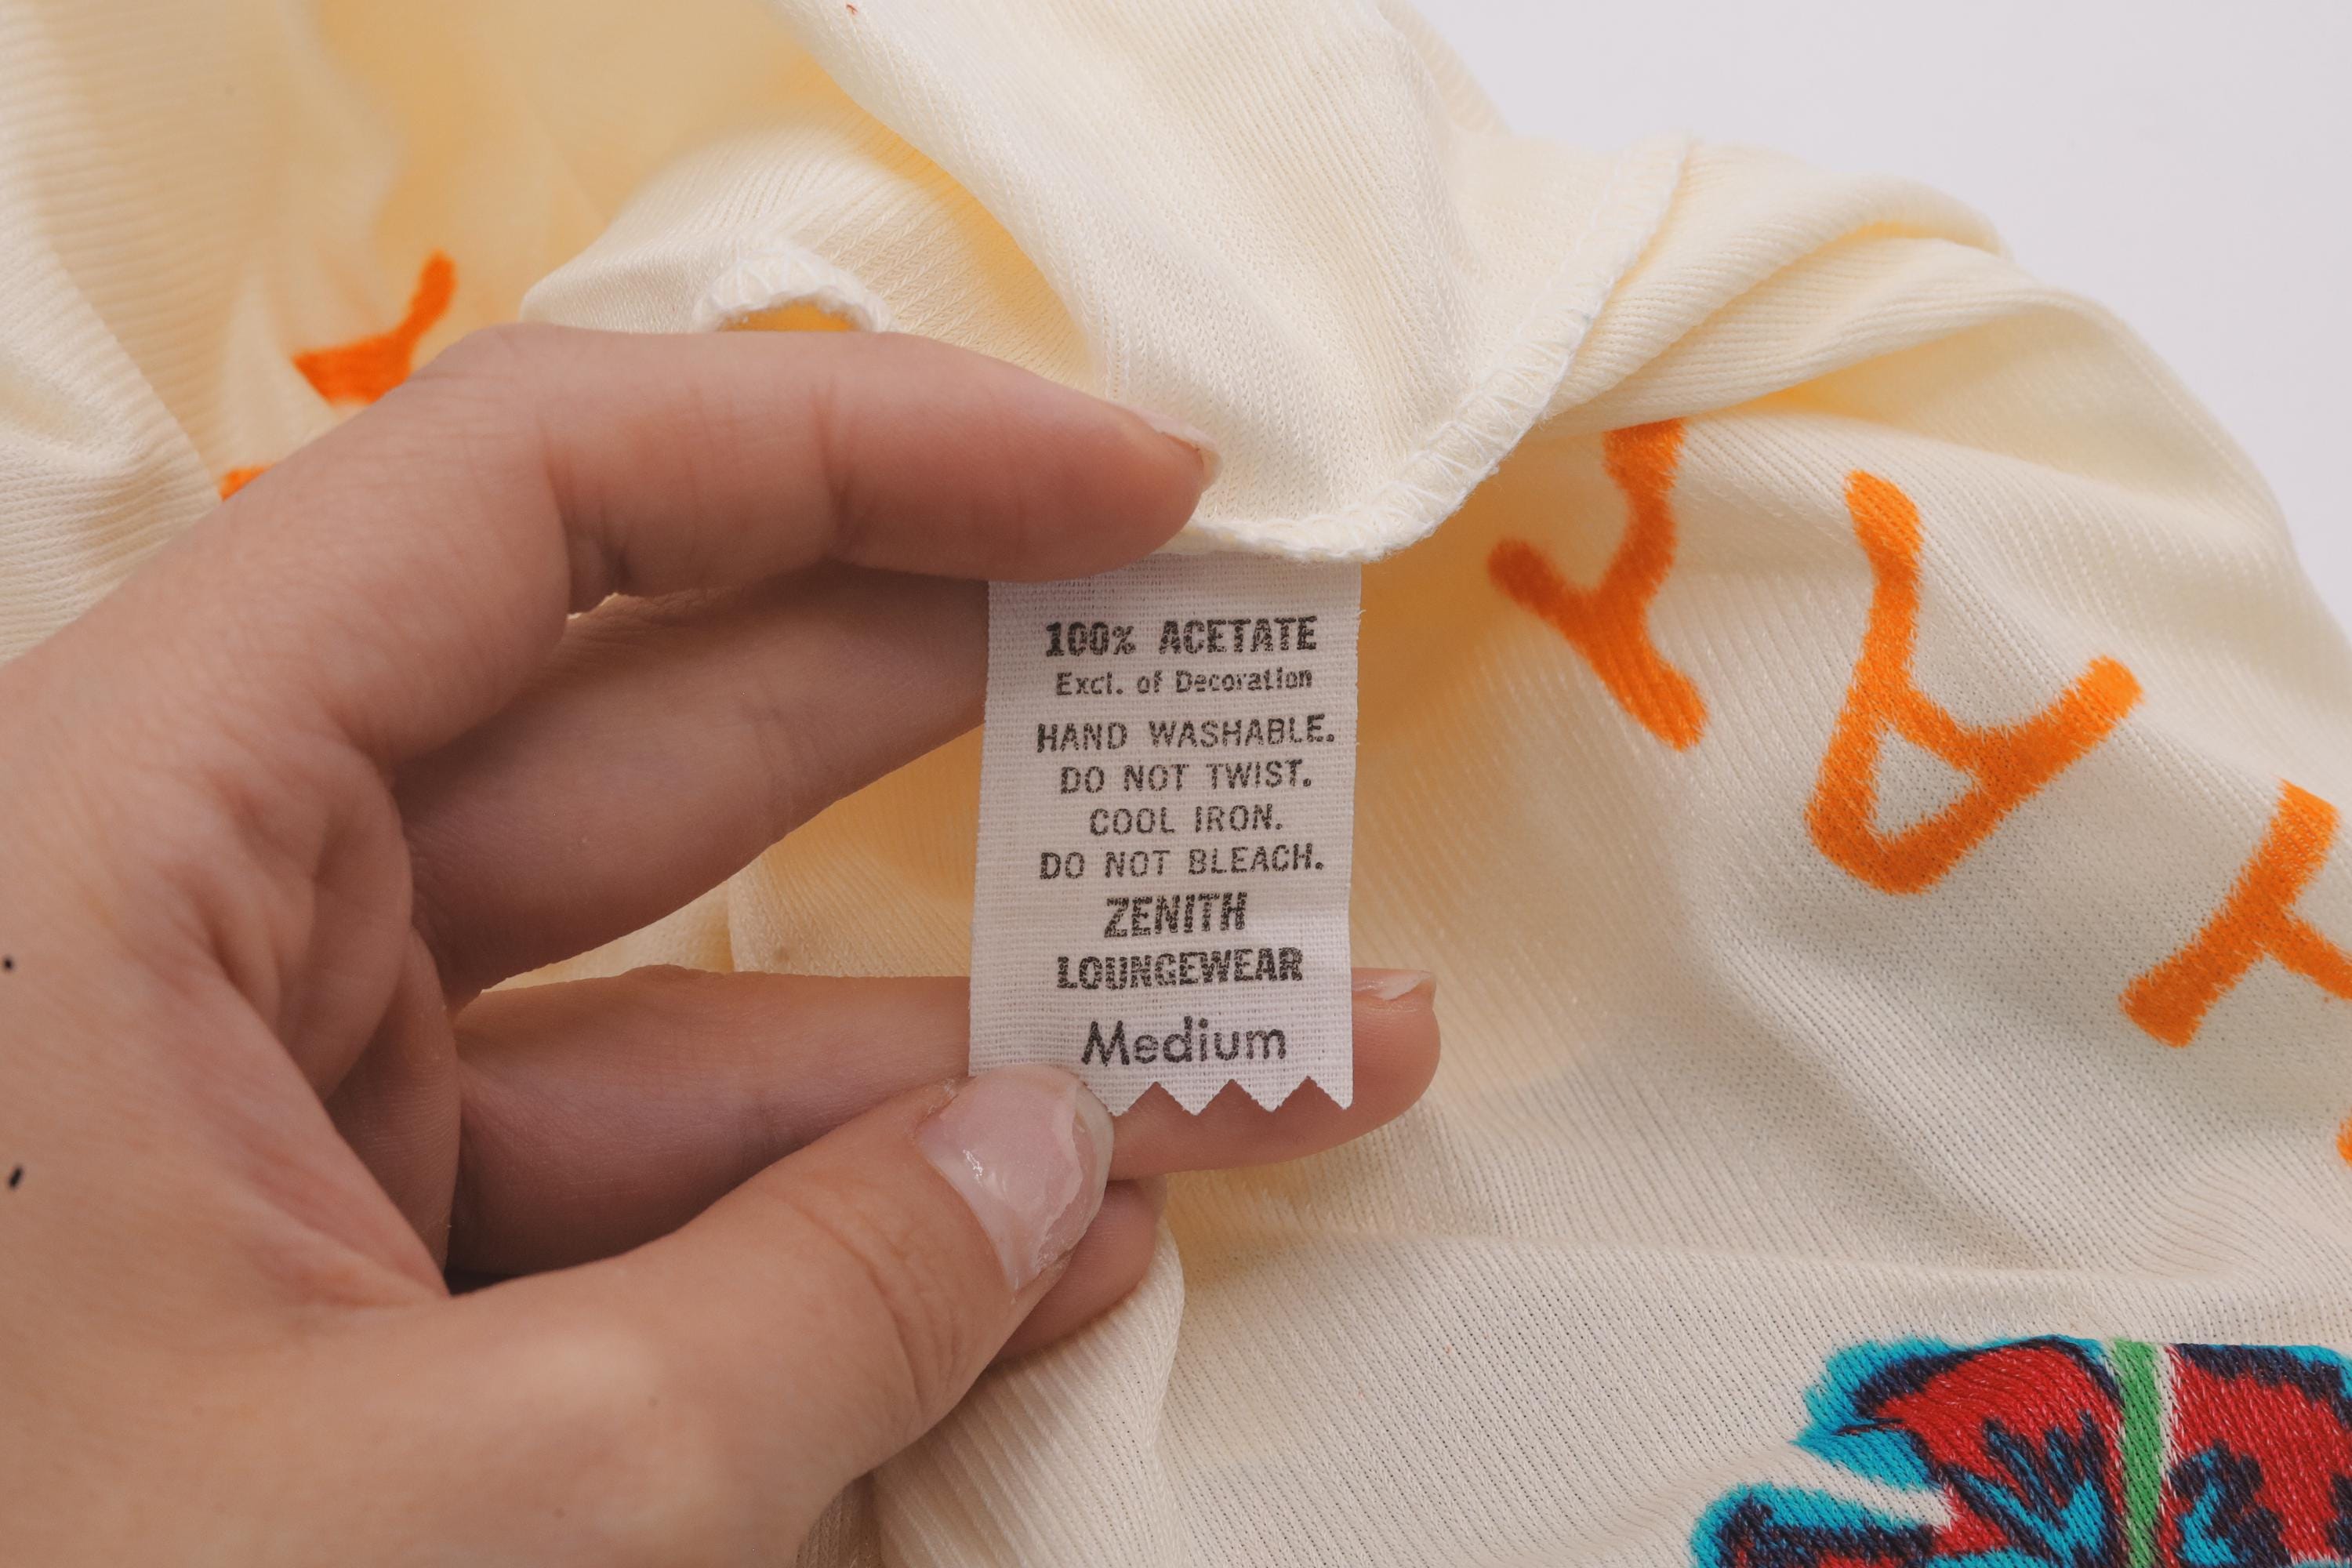 100% ACETATE
Excl. of Decoration
HAND WASHABLE.
DO NOT TWIST.
COOL IRON.
DO NOT BLEACH.
ZENITH
LOUNGEWEAR
Medium